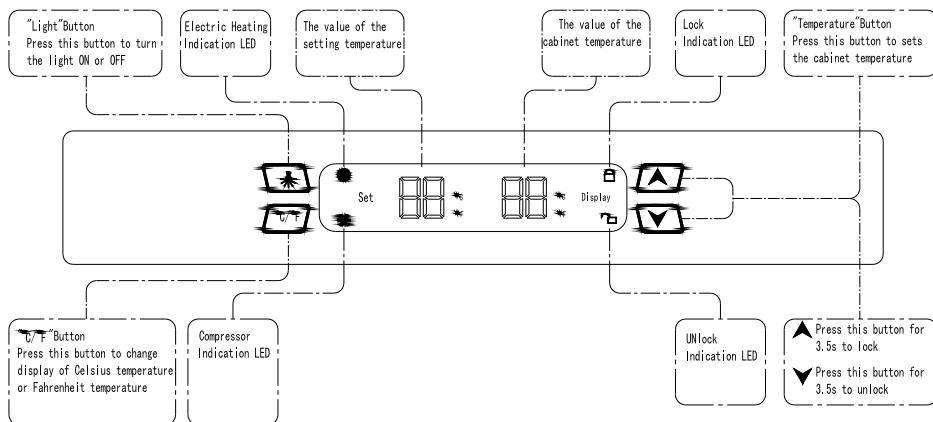 "Light"Button
Press this button to turn
the light ON or OFF
Electric Heating
Indication LED
The value of the
setting temperature
The value of the
cabinet temperature
Lock
Indication LED
"Temperature"Button
Press this button to sets
the cabinet temperature
Set
88
88
Display
°C/°F
"°C/°F"Button
Press this button to change
display of Celsius temperature
or Fahrenheit temperature
Compressor
Indication LED
UNlock
Indication LED
Press this button for
3.5s to lock
Press this button for
3.5s to unlock